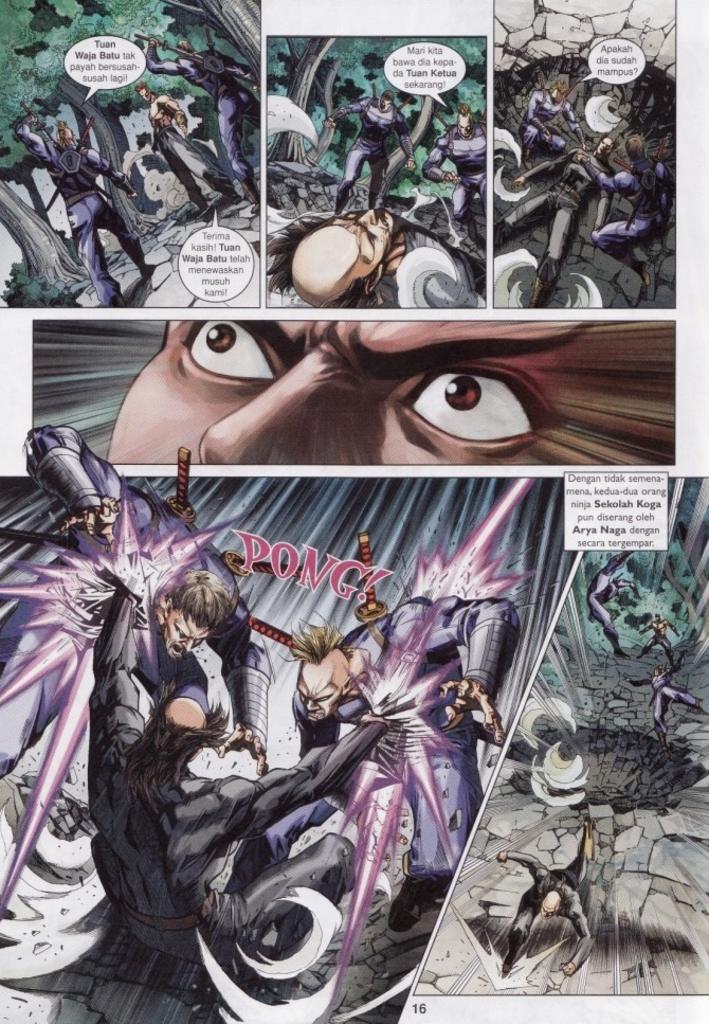 Tuan
Waja Batu tak
payah bersusah-
susah lagi!
Terima
kasih! Tuan
Waja Batu telah
menewaskan
musuh
kami!
Mari kita
bawa dia kepa-
da Tuan Ketua
sekarang!
Apakah
dia sudah
mampus?
PONG!
Dengan tidak semena-
mena, kedua-dua orang
ninja Sekolah Koga
pun diserang oleh
Arya Naga dengan
secara tergempar.
16